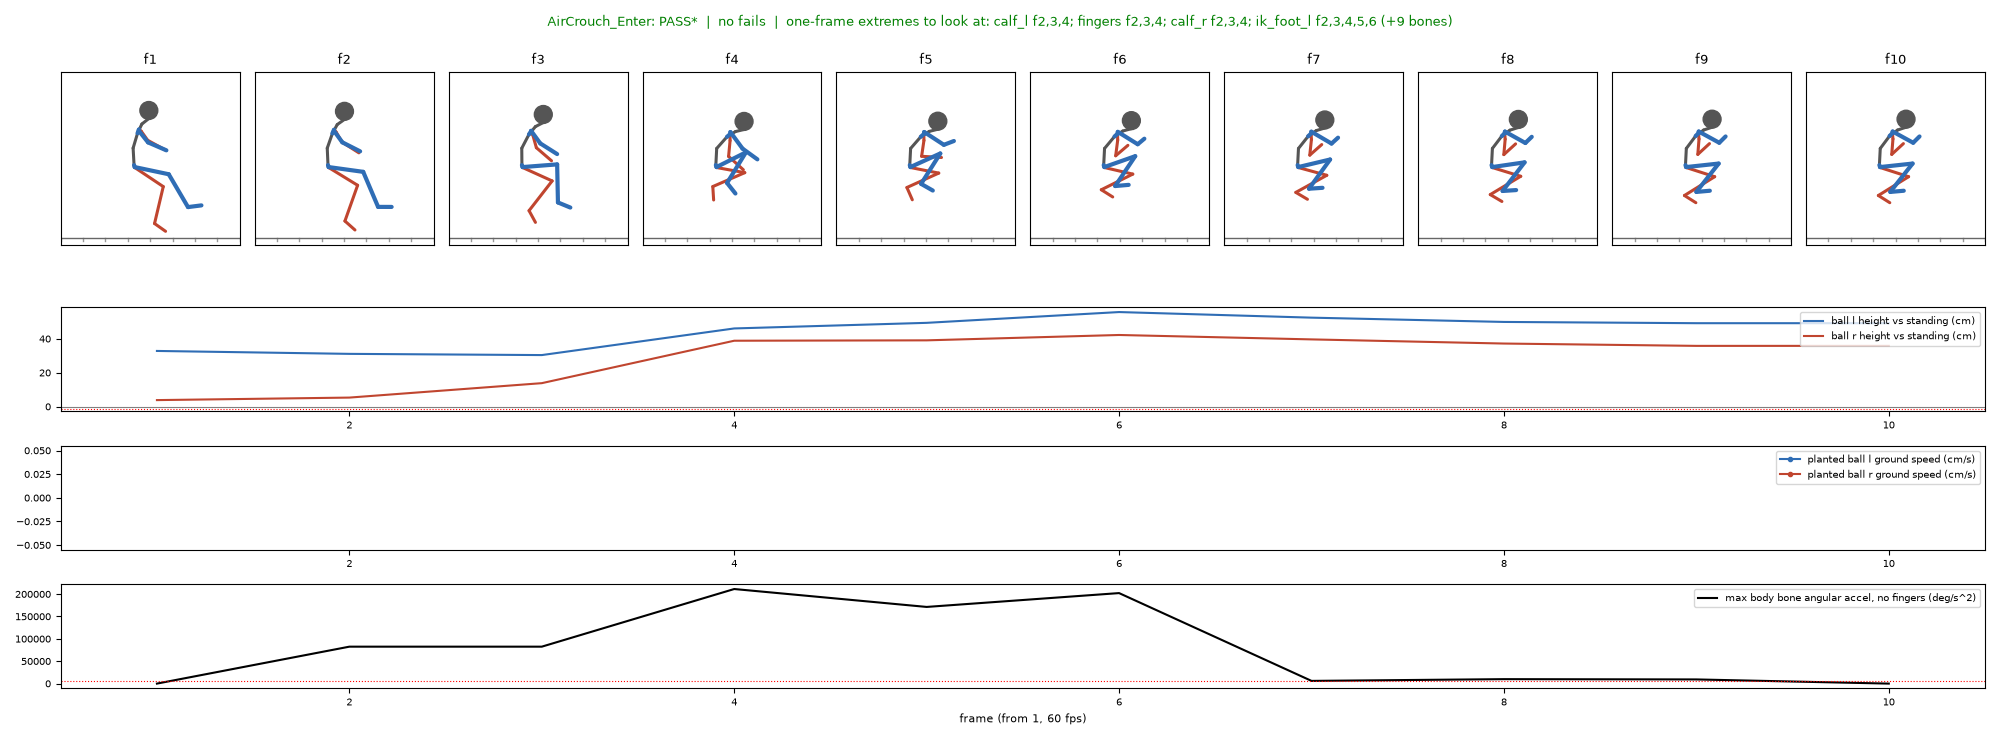 AirCrouch_Enter: PASS*  |  no fails  |  one-frame extremes to look at: calf_l f2,3,4; fingers f2,3,4; calf_r f2,3,4; ik_foot_l f2,3,4,5,6 (+9 bones)
f1 f2 f3 f4 f5 f6 f7 f8 f9 f10
ball l height vs standing (cm)
ball r height vs standing (cm)
40
20
0
2 4 6 8 10
planted ball l ground speed (cm/s)
planted ball r ground speed (cm/s)
0.050
0.025
0.000
−0.025
−0.050
2 4 6 8 10
max body bone angular accel, no fingers (deg/s^2)
200000
150000
100000
50000
0
2 4 6 8 10
frame (from 1, 60 fps)